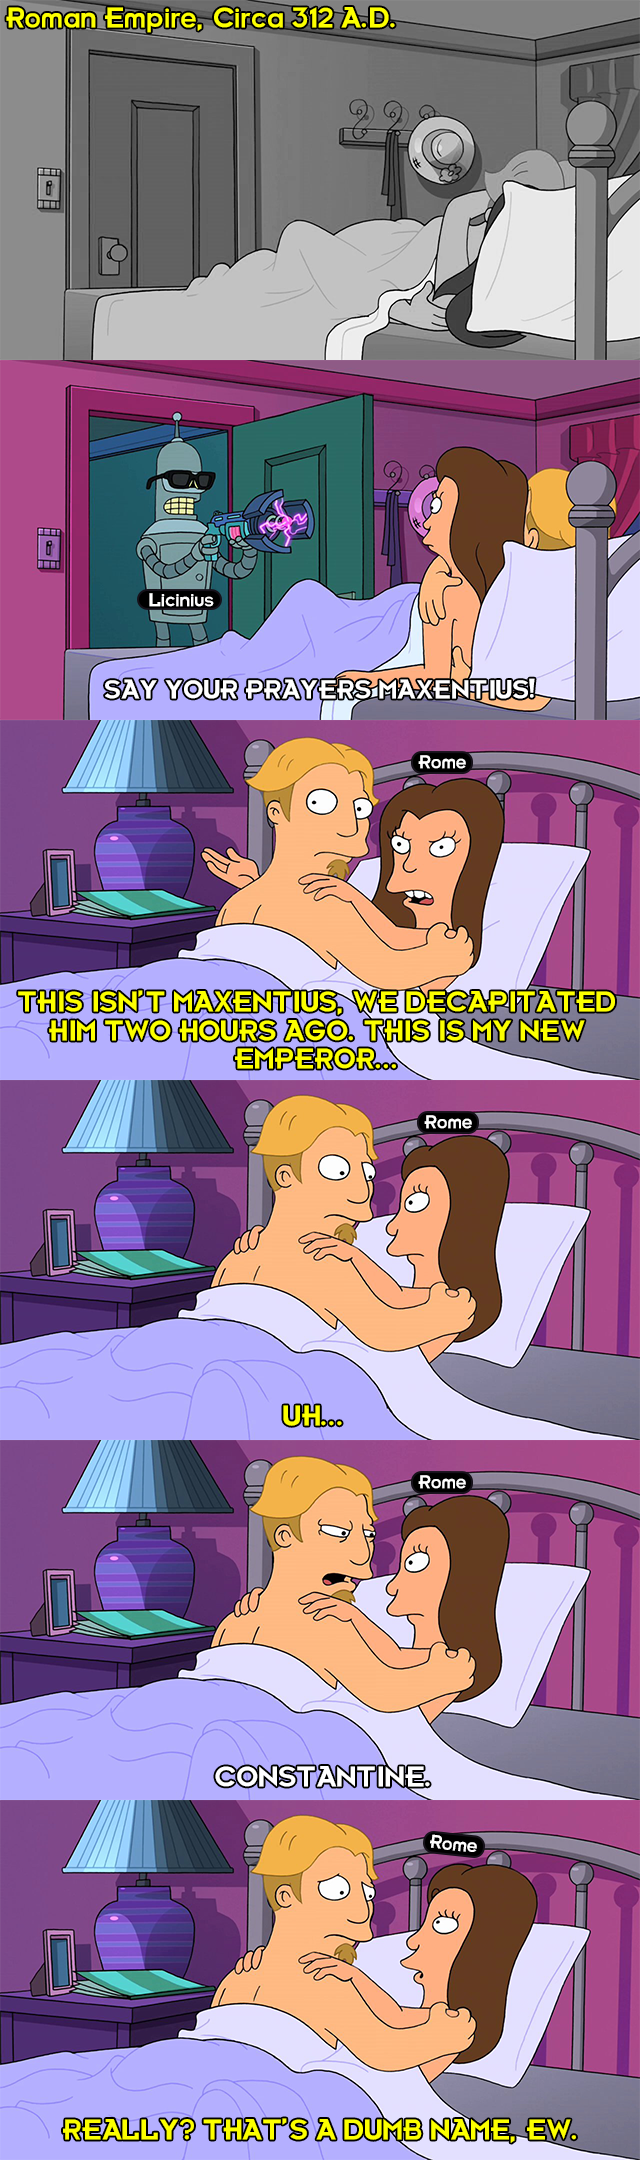 Roman Empire, Circa 312 A.D.
Licinius
SAY YOUR PRAYERS MAXENTIUS!
Rome
THIS ISN'T MAXENTIUS, WE DECAPITATED
HIM TWO HOURS AGO. THIS IS MY NEW
EMPEROR...
Rome
UH...
Rome
CONSTANTINE.
Rome
REALLY? THAT'S A DUMB NAME, EW.